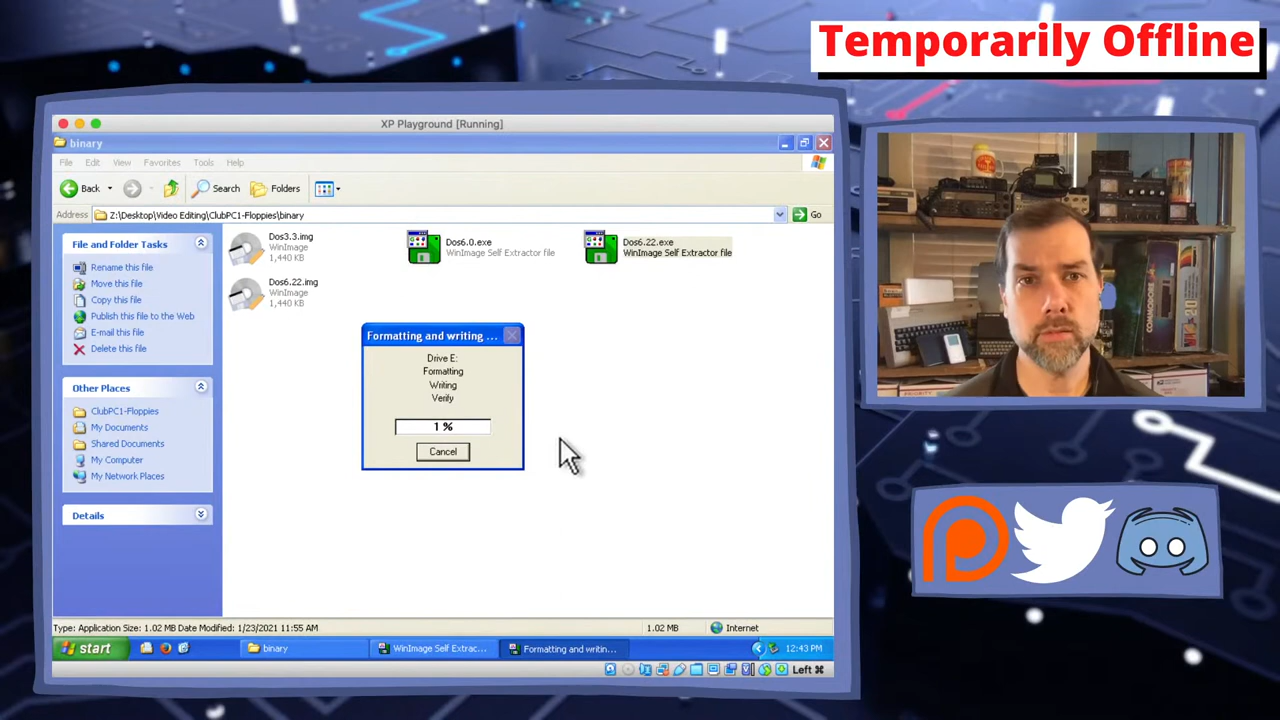 Temporarily Offline
XP Playground [Running]
binary
File Edit View Favorites Tools Help
Back Search Folders
Address Z:\Desktop\Video Editing\ClubPC1-Floppies\binary Go
File and Folder Tasks
Rename this file
Move this file
Copy this file
Publish this file to the Web
E-mail this file
Delete this file
Other Places
ClubPC1-Floppies
My Documents
Shared Documents
My Computer
My Network Places
Details
Dos3.3.img
WinImage
1,440 KB
Dos6.0.exe
WinImage Self Extractor file
Dos6.22.exe
WinImage Self Extractor file
Dos6.22.img
WinImage
1,440 KB
Formatting and writing ...
Drive E:
Formatting
Writing
Verify
1 %
Cancel
Type: Application Size: 1.02 MB Date Modified: 1/23/2021 11:55 AM 1.02 MB Internet
start binary WinImage Self Extrac... Formatting and writin... 12:43 PM
Left ⌘
COMMODORE